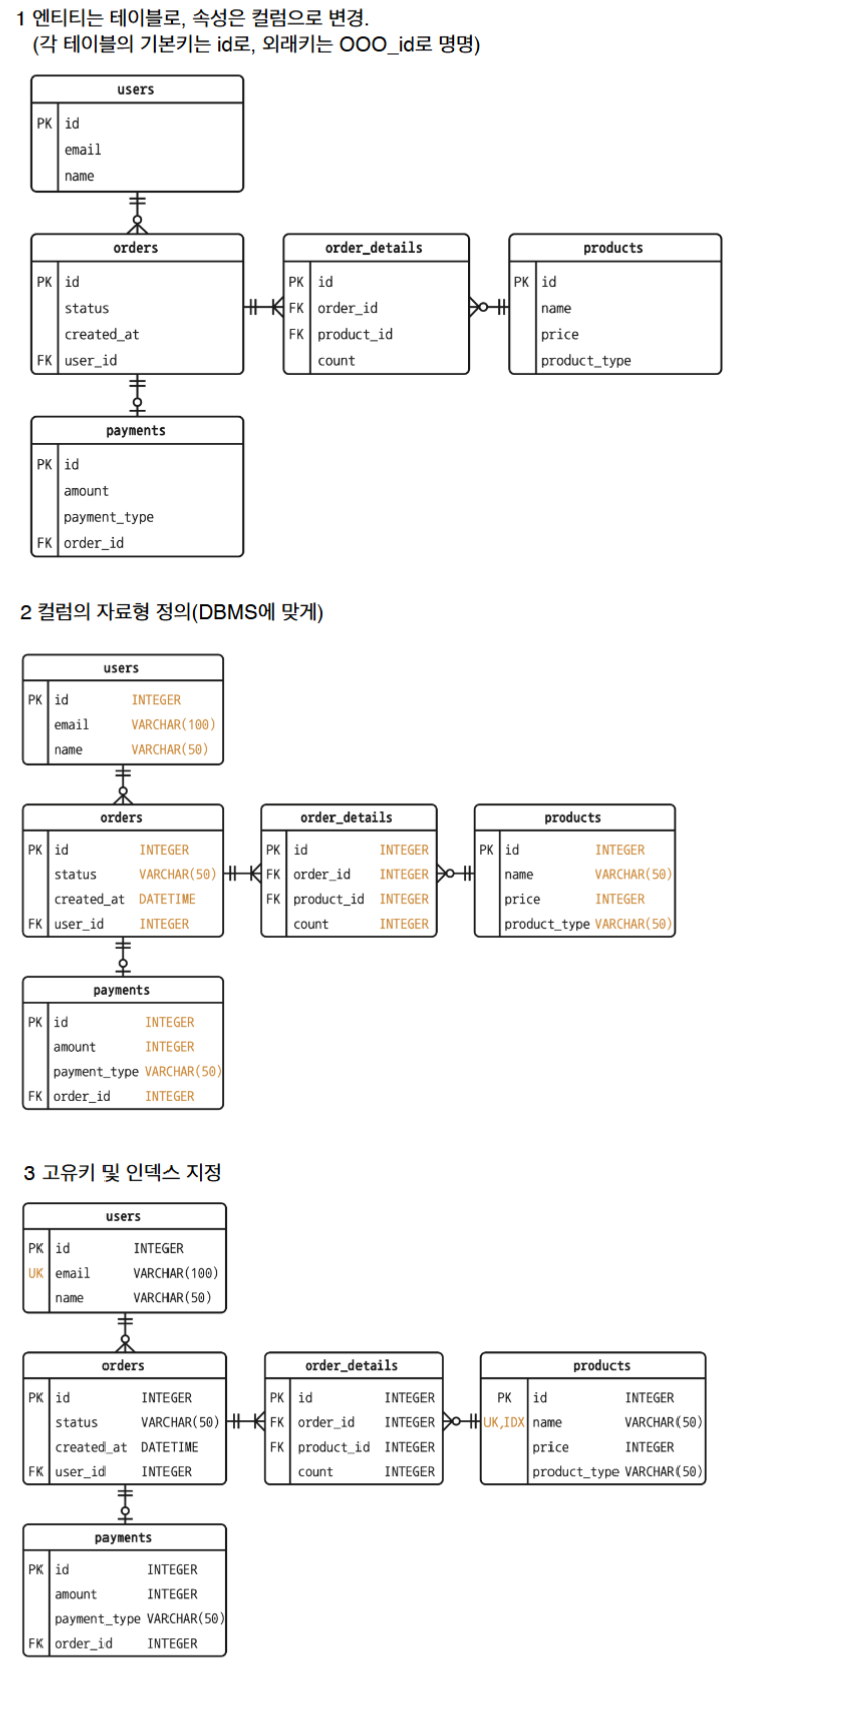 1 엔티티는 테이블로, 속성은 컬럼으로 변경.
(각 테이블의 기본키는 id로, 외래키는 OOO_id로 명명)
users
PK id
email
name
orders
PK id
status
created_at
FK user_id
order_details
PK id
FK order_id
FK product_id
count
products
PK id
name
price
product_type
payments
PK id
amount
payment_type
FK order_id
2 컬럼의 자료형 정의(DBMS에 맞게)
users
PK id INTEGER
email VARCHAR(100)
name VARCHAR(50)
orders
PK id INTEGER
status VARCHAR(50)
created_at DATETIME
FK user_id INTEGER
order_details
PK id INTEGER
FK order_id INTEGER
FK product_id INTEGER
count INTEGER
products
PK id INTEGER
name VARCHAR(50)
price INTEGER
product_type VARCHAR(50)
payments
PK id INTEGER
amount INTEGER
payment_type VARCHAR(50)
FK order_id INTEGER
3 고유키 및 인덱스 지정
users
PK id INTEGER
UK email VARCHAR(100)
name VARCHAR(50)
orders
PK id INTEGER
status VARCHAR(50)
created_at DATETIME
FK user_id INTEGER
order_details
PK id INTEGER
FK order_id INTEGER
FK product_id INTEGER
count INTEGER
products
PK id INTEGER
UK,IDX name VARCHAR(50)
price INTEGER
product_type VARCHAR(50)
payments
PK id INTEGER
amount INTEGER
payment_type VARCHAR(50)
FK order_id INTEGER